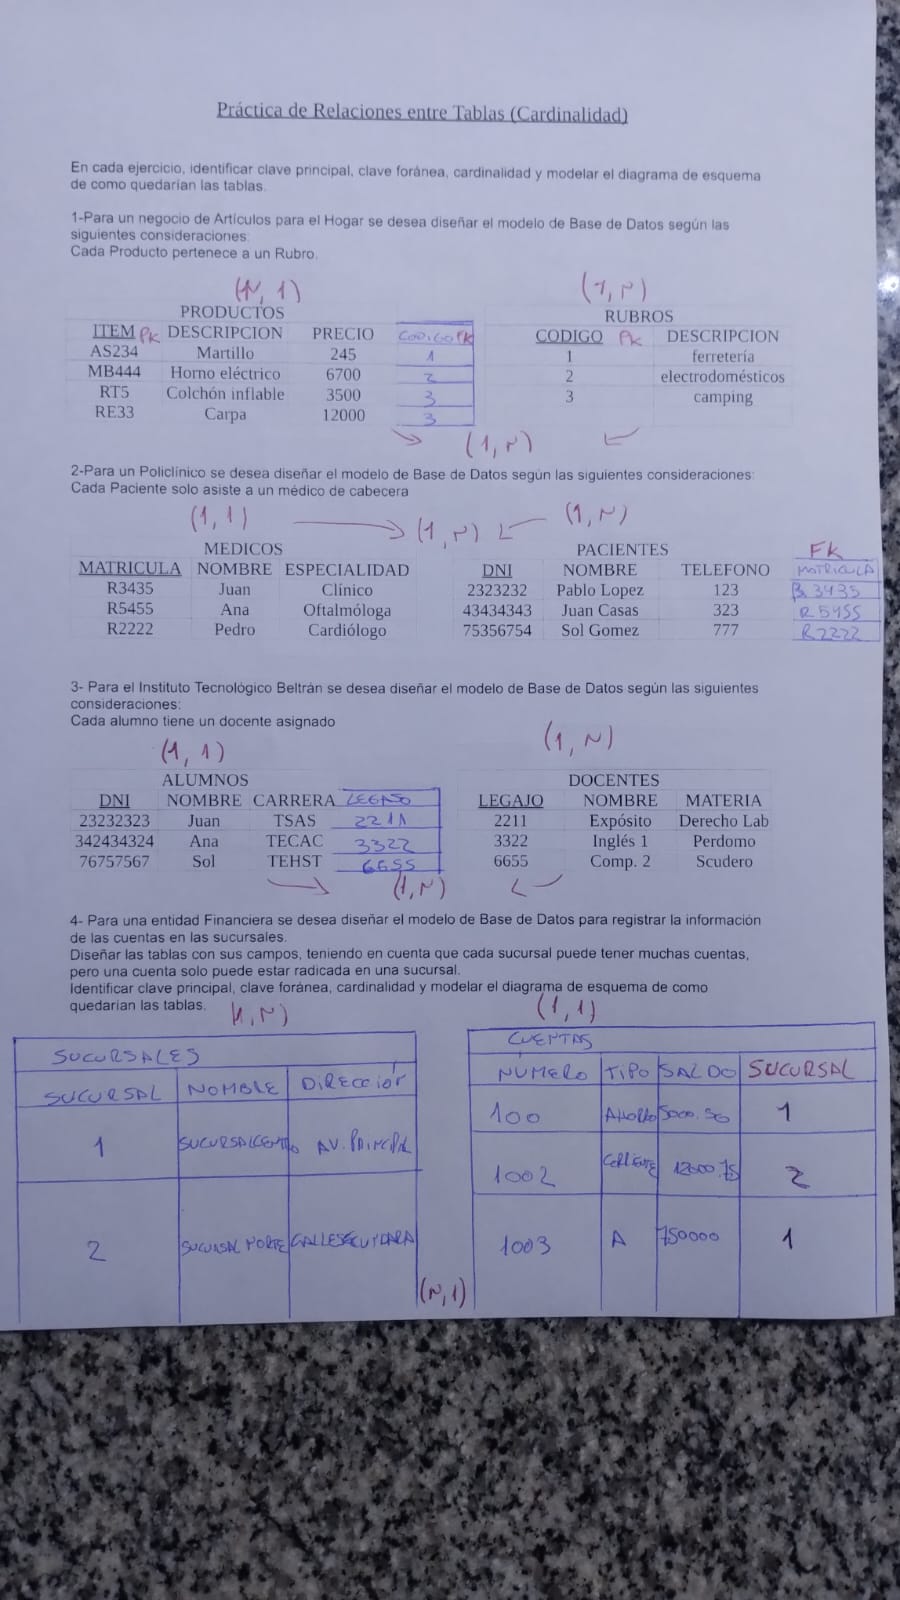 Práctica de Relaciones entre Tablas (Cardinalidad)
En cada ejercicio, identificar clave principal, clave foránea, cardinalidad y modelar el diagrama de esquema
de como quedarían las tablas.
1-Para un negocio de Artículos para el Hogar se desea diseñar el modelo de Base de Datos según las
siguientes consideraciones:
Cada Producto pertenece a un Rubro.
(N, 1) (1, N)
PRODUCTOS RUBROS
ITEM PK DESCRIPCION PRECIO CODIGO FK CODIGO PK DESCRIPCION
AS234 Martillo 245 1 1 ferretería
MB444 Horno eléctrico 6700 2 2 electrodomésticos
RT5 Colchón inflable 3500 3 3 camping
RE33 Carpa 12000 3
(1, N)
2-Para un Policlínico se desea diseñar el modelo de Base de Datos según las siguientes consideraciones:
Cada Paciente solo asiste a un médico de cabecera
(1, 1) (1, N) (1, N)
MEDICOS PACIENTES FK
MATRICULA NOMBRE ESPECIALIDAD DNI NOMBRE TELEFONO MATRICULA
R3435 Juan Clínico 2323232 Pablo Lopez 123 R3435
R5455 Ana Oftalmóloga 43434343 Juan Casas 323 R5455
R2222 Pedro Cardiólogo 75356754 Sol Gomez 777 R2222
3- Para el Instituto Tecnológico Beltrán se desea diseñar el modelo de Base de Datos según las siguientes
consideraciones:
Cada alumno tiene un docente asignado
(1, 1) (1, N)
ALUMNOS DOCENTES
DNI NOMBRE CARRERA LEGAJO LEGAJO NOMBRE MATERIA
23232323 Juan TSAS 2211 2211 Expósito Derecho Lab
342434324 Ana TECAC 3322 3322 Inglés 1 Perdomo
76757567 Sol TEHST 6655 6655 Comp. 2 Scudero
(1, N)
4- Para una entidad Financiera se desea diseñar el modelo de Base de Datos para registrar la información
de las cuentas en las sucursales.
Diseñar las tablas con sus campos, teniendo en cuenta que cada sucursal puede tener muchas cuentas,
pero una cuenta solo puede estar radicada en una sucursal.
Identificar clave principal, clave foránea, cardinalidad y modelar el diagrama de esquema de como
quedarían las tablas.
(1, N) (1, 1)
SUCURSALES CUENTAS
SUCURSAL NOMBRE DIRECCIÓN NUMERO TIPO SALDO SUCURSAL
1 AV. PRINCIPAL 100 AHORRO 1
1002 2
2 SUCURSAL NORTE 1003 A 750000 1
(N, 1)